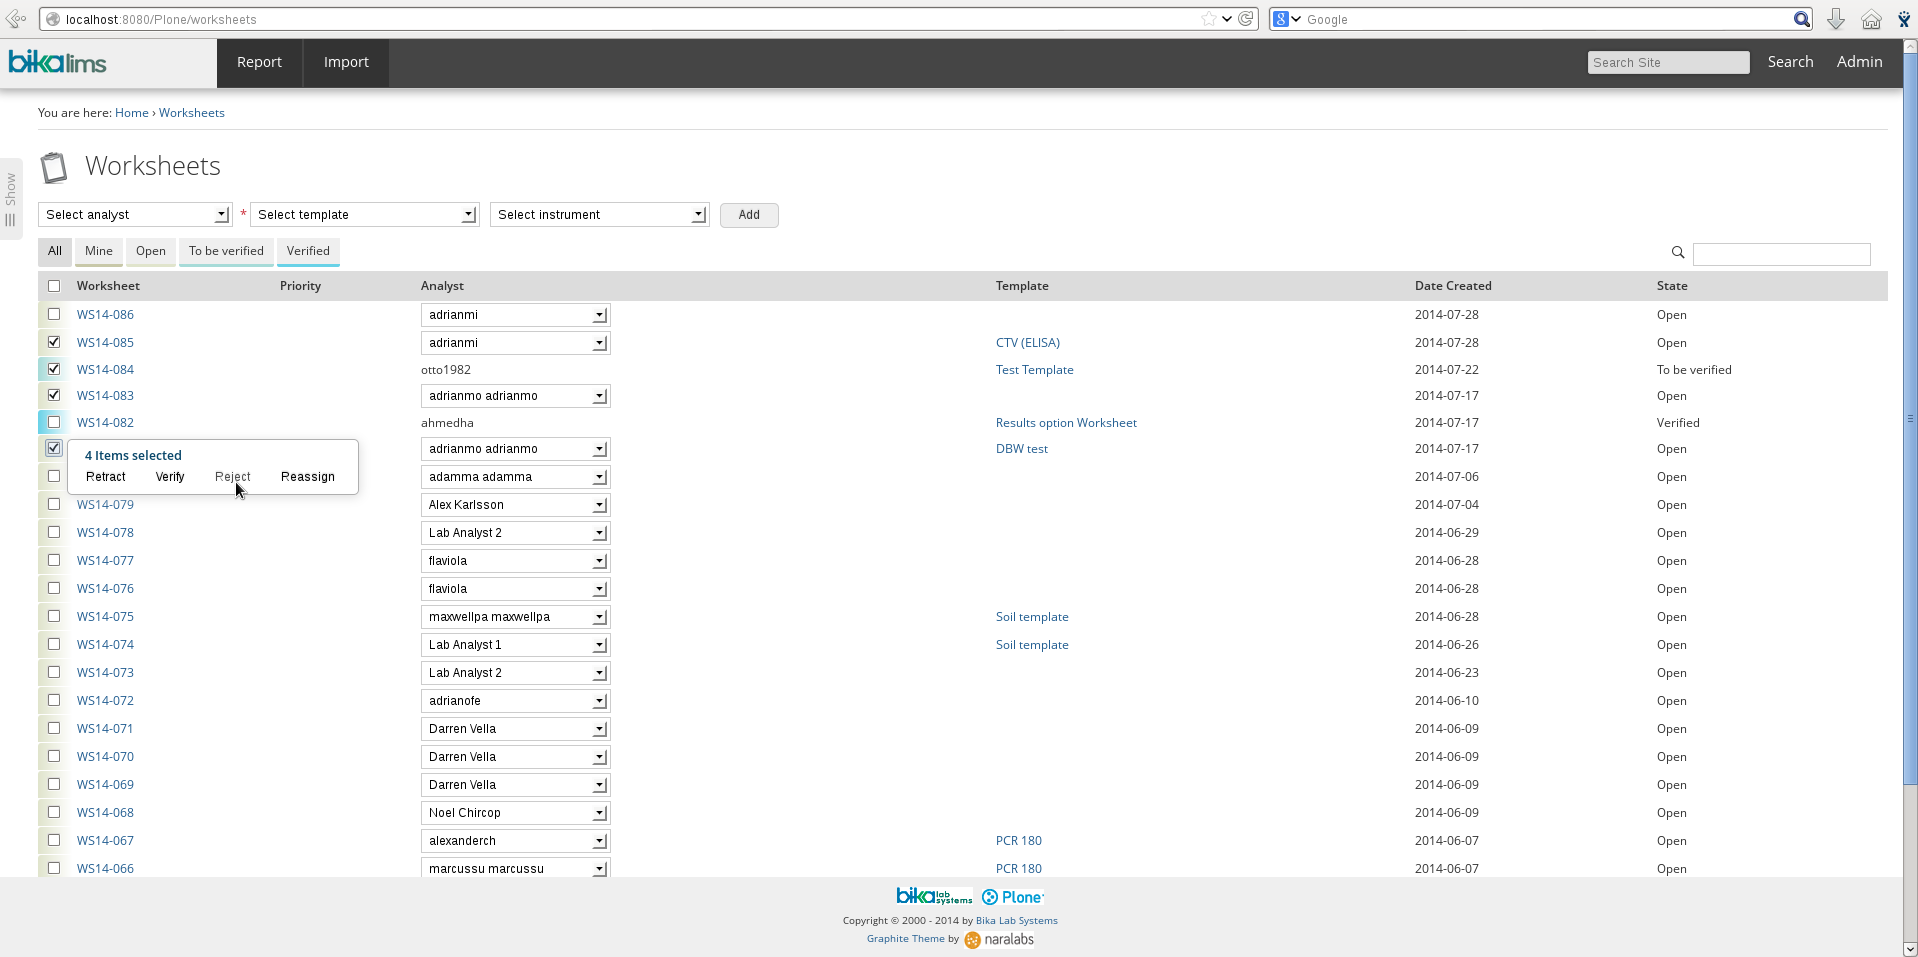 localhost:8080/Plone/worksheets
8 Google
bikalims Report Import Search Site Search Admin
You are here: Home › Worksheets
Show
Worksheets
Select analyst * Select template Select instrument Add
All Mine Open To be verified Verified
Worksheet Priority Analyst Template Date Created State
WS14-086 adrianmi 2014-07-28 Open
WS14-085 adrianmi CTV (ELISA) 2014-07-28 Open
WS14-084 otto1982 Test Template 2014-07-22 To be verified
WS14-083 adrianmo adrianmo 2014-07-17 Open
WS14-082 ahmedha Results option Worksheet 2014-07-17 Verified
adrianmo adrianmo DBW test 2014-07-17 Open
4 Items selected
Retract Verify Reject Reassign
adamma adamma 2014-07-06 Open
WS14-079 Alex Karlsson 2014-07-04 Open
WS14-078 Lab Analyst 2 2014-06-29 Open
WS14-077 flaviola 2014-06-28 Open
WS14-076 flaviola 2014-06-28 Open
WS14-075 maxwellpa maxwellpa Soil template 2014-06-28 Open
WS14-074 Lab Analyst 1 Soil template 2014-06-26 Open
WS14-073 Lab Analyst 2 2014-06-23 Open
WS14-072 adrianofe 2014-06-10 Open
WS14-071 Darren Vella 2014-06-09 Open
WS14-070 Darren Vella 2014-06-09 Open
WS14-069 Darren Vella 2014-06-09 Open
WS14-068 Noel Chircop 2014-06-09 Open
WS14-067 alexanderch PCR 180 2014-06-07 Open
WS14-066 marcussu marcussu PCR 180 2014-06-07 Open
bika lab systems Plone
Copyright © 2000 - 2014 by Bika Lab Systems
Graphite Theme by naralabs